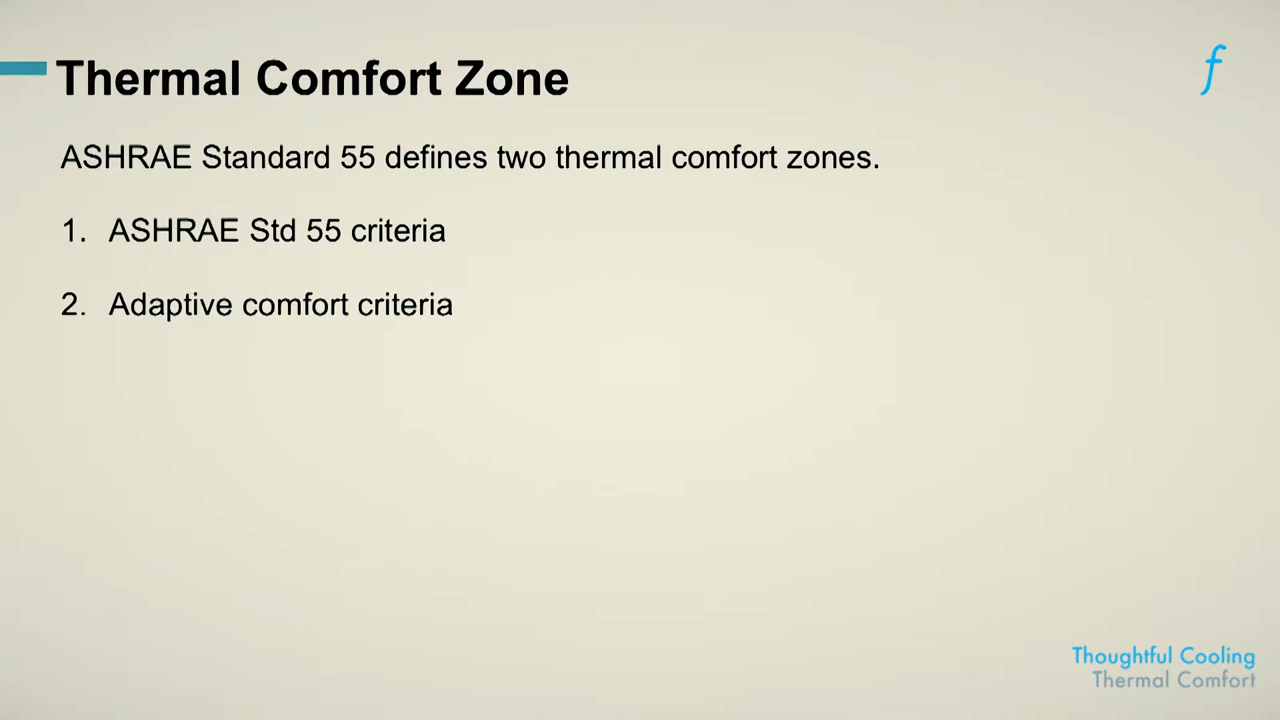 Thermal Comfort Zone
f
ASHRAE Standard 55 defines two thermal comfort zones.
1. ASHRAE Std 55 criteria
2. Adaptive comfort criteria
Thoughtful Cooling
Thermal Comfort